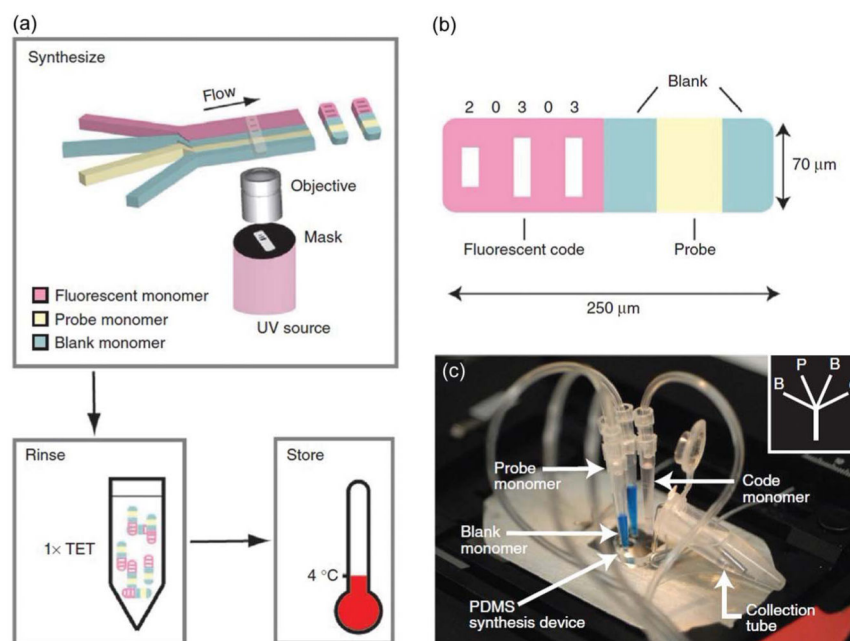 (a)
Synthesize
Flow
Objective
Mask
Fluorescent monomer
Probe monomer
Blank monomer
UV source
Rinse
1× TET
Store
4 °C
(b)
Blank
2 0 3 0 3
70 μm
Fluorescent code
Probe
250 μm
(c)
B P B
Probe
monomer
Code
monomer
Blank
monomer
PDMS
synthesis device
Collection
tube